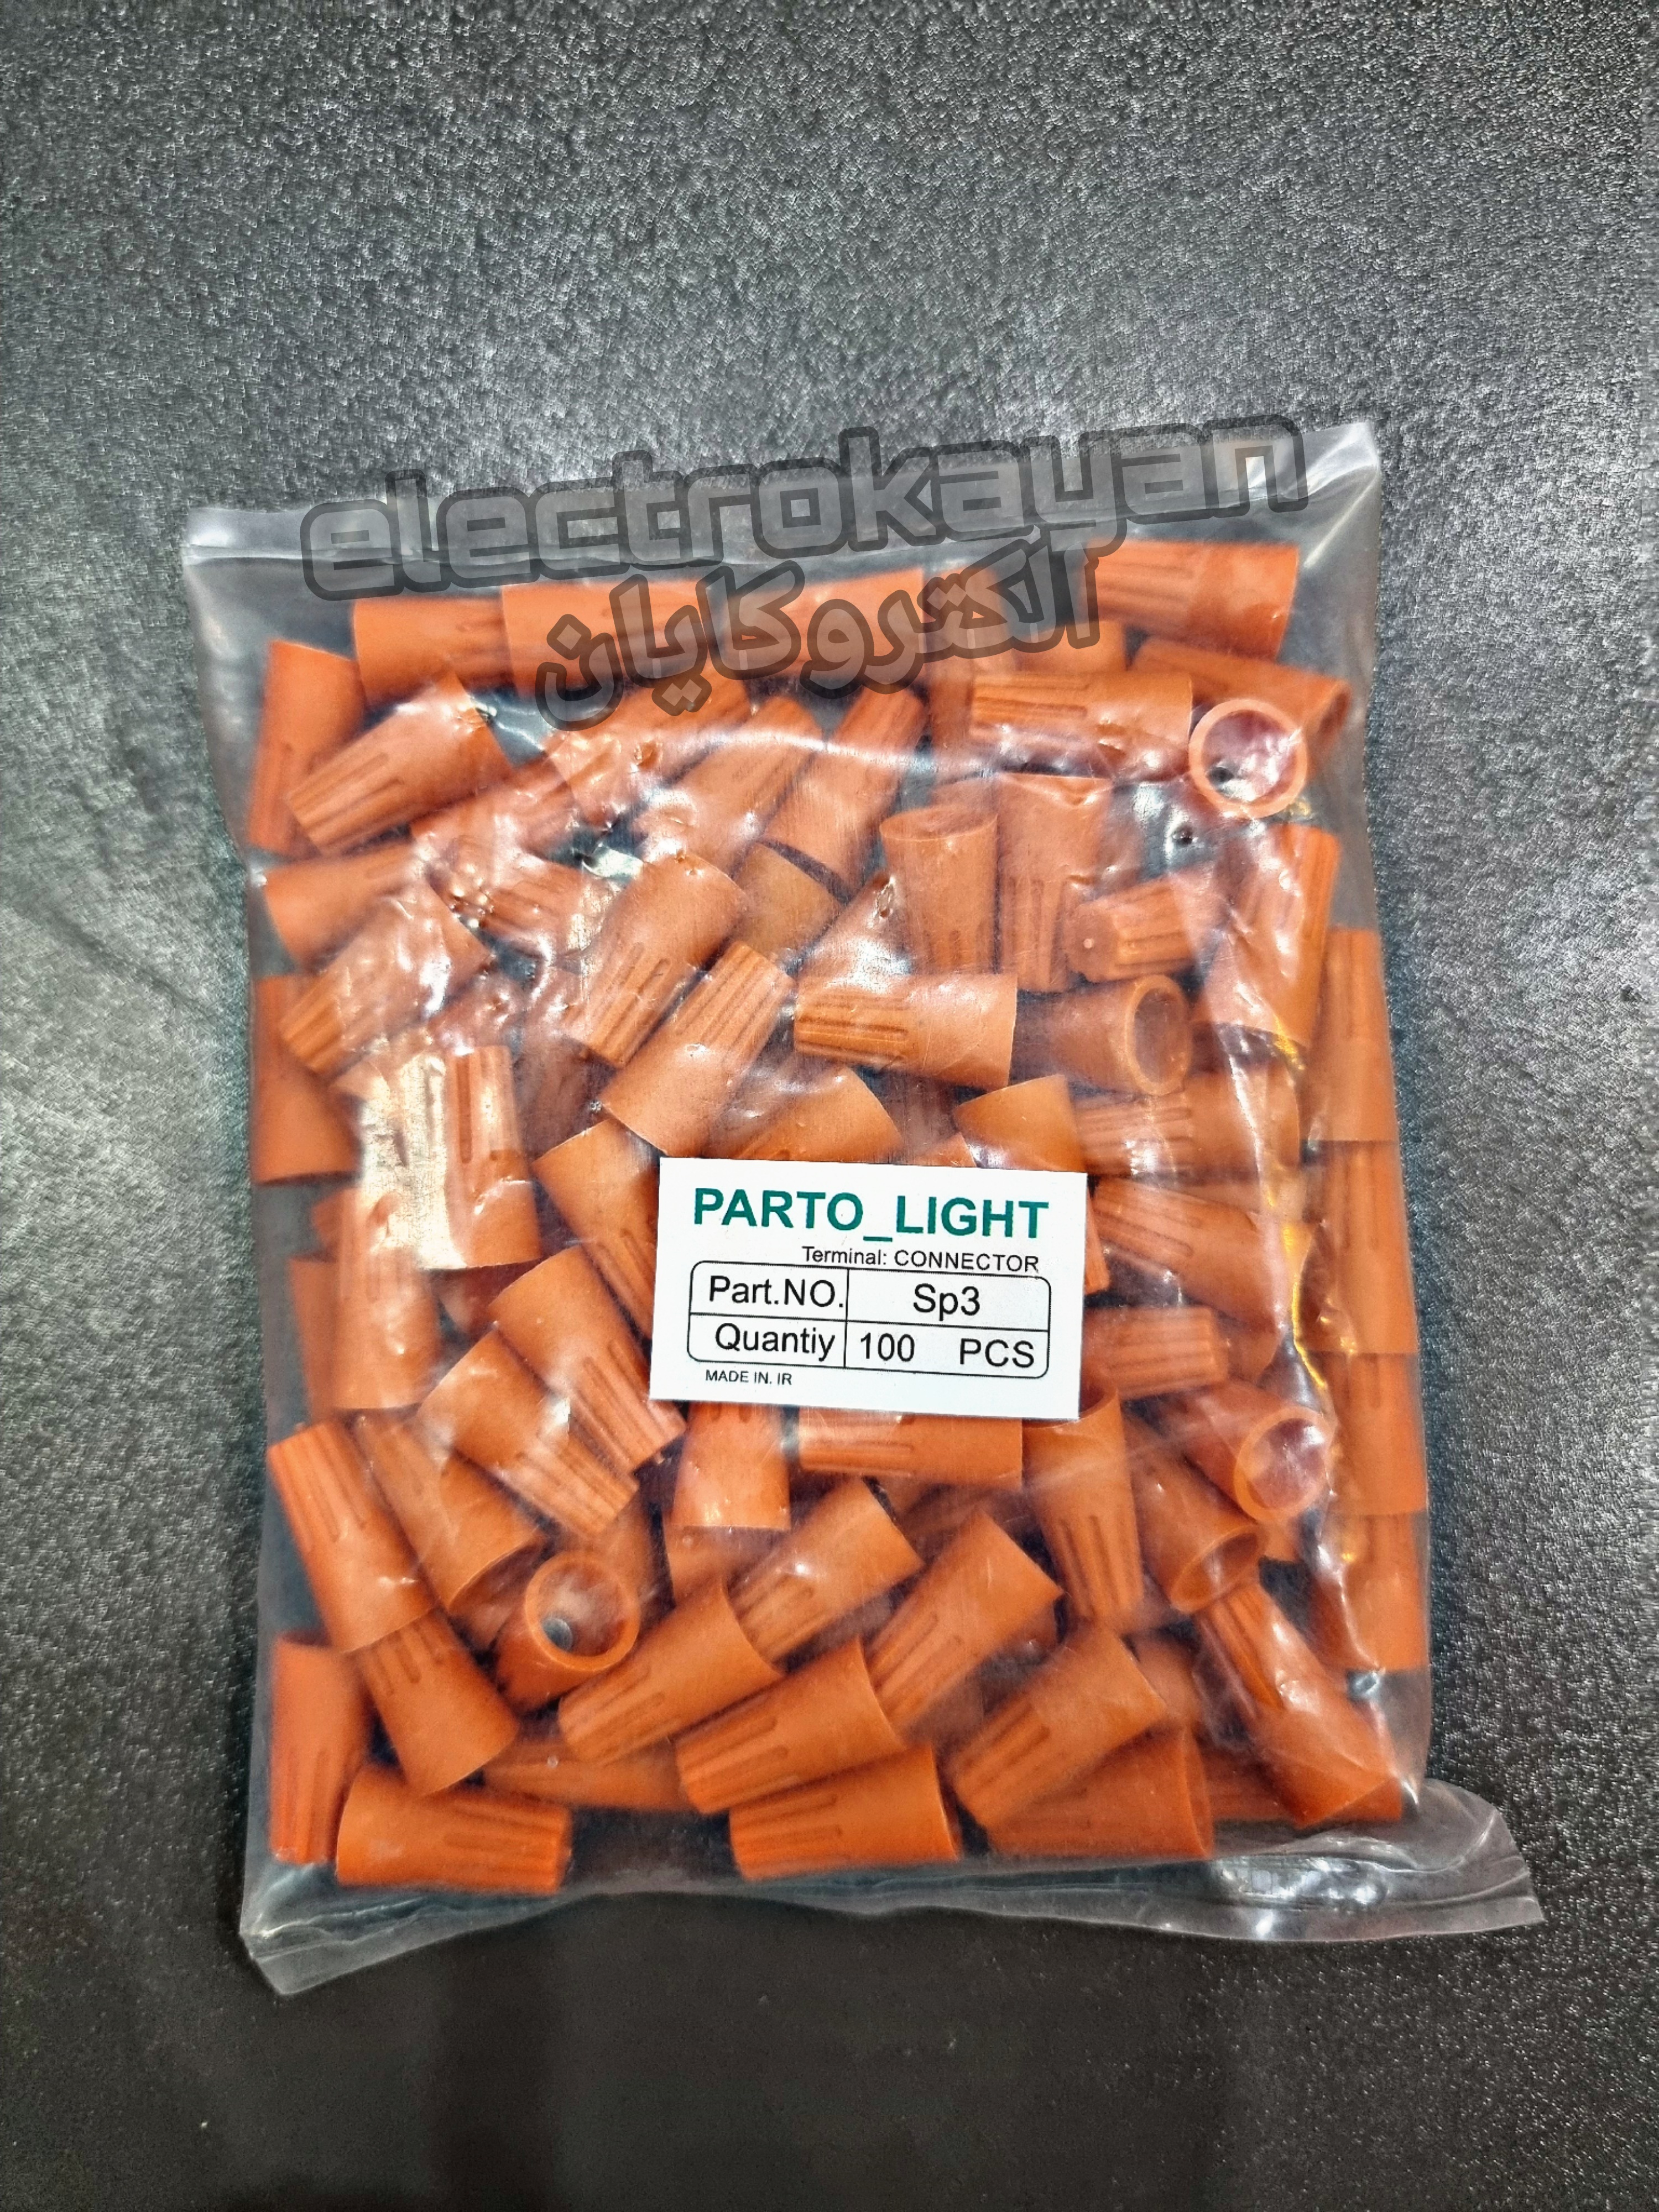 electrokayan
الکتروکایان
PARTO_LIGHT
Terminal: CONNECTOR
Part.NO. Sp3
Quantiy 100 PCS
MADE IN. IR